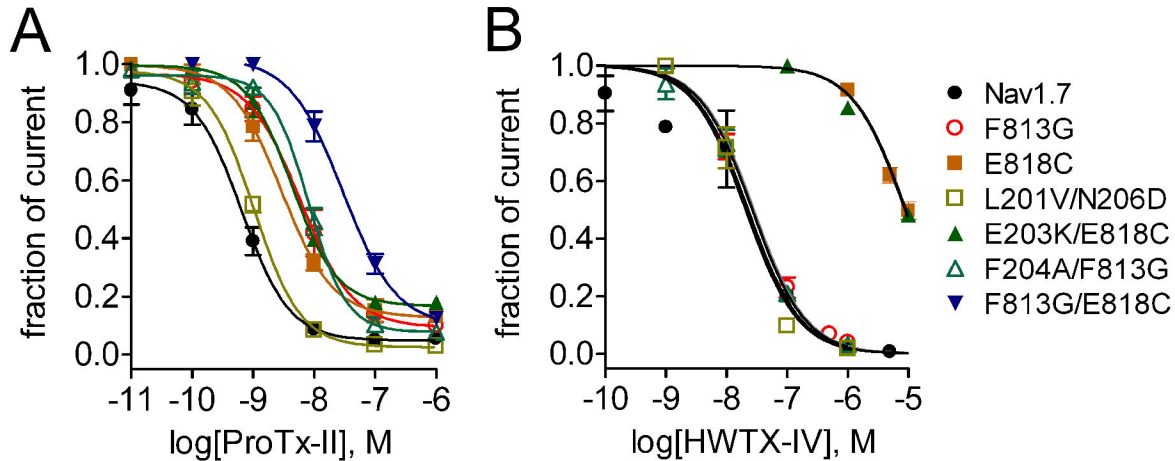 A
B
fraction of current
1.0
0.8
0.6
0.4
0.2
0.0
-11 -10 -9 -8 -7 -6
log[ProTx-II], M
fraction of current
1.0
0.8
0.6
0.4
0.2
0.0
-10 -9 -8 -7 -6 -5
log[HWTX-IV], M
Nav1.7
F813G
E818C
L201V/N206D
E203K/E818C
F204A/F813G
F813G/E818C